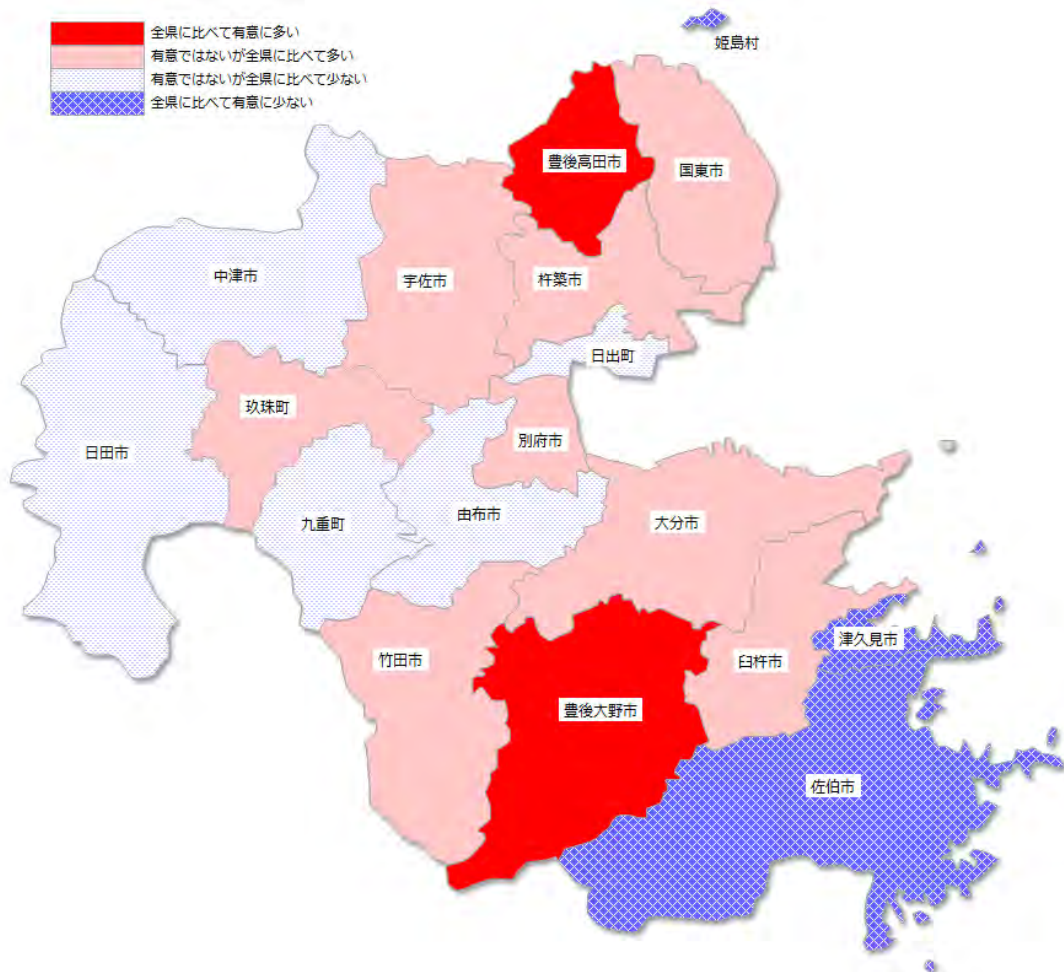 全県に比べて有意に多い
有意ではないが全県に比べて多い
有意ではないが全県に比べて少ない
全県に比べて有意に少ない
姫島村
豊後高田市
国東市
中津市
宇佐市
杵築市
日出町
玖珠町
別府市
日田市
九重町
由布市
大分市
津久見市
竹田市
臼杵市
豊後大野市
佐伯市